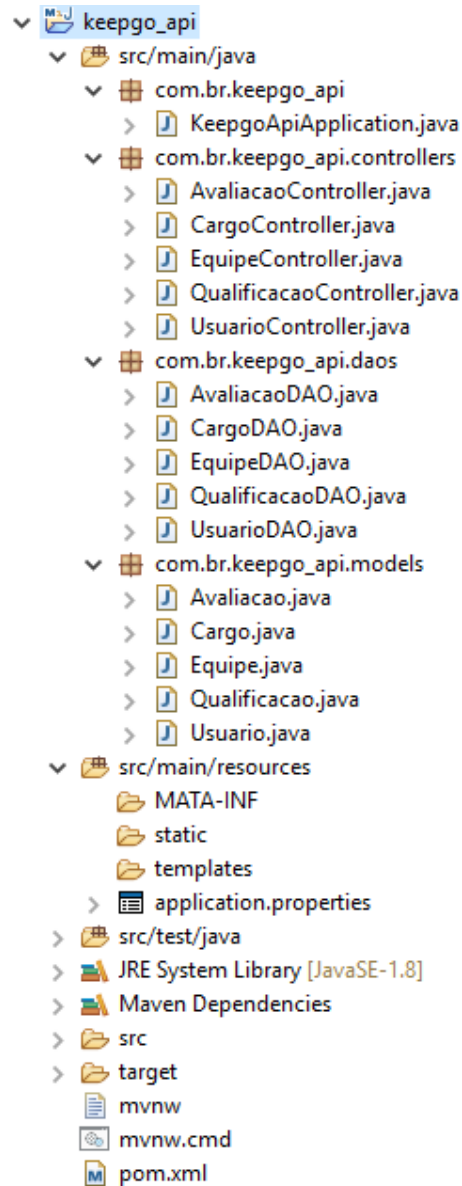 keepgo_api
src/main/java
com.br.keepgo_api
KeepgoApiApplication.java
com.br.keepgo_api.controllers
AvaliacaoController.java
CargoController.java
EquipeController.java
QualificacaoController.java
UsuarioController.java
com.br.keepgo_api.daos
AvaliacaoDAO.java
CargoDAO.java
EquipeDAO.java
QualificacaoDAO.java
UsuarioDAO.java
com.br.keepgo_api.models
Avaliacao.java
Cargo.java
Equipe.java
Qualificacao.java
Usuario.java
src/main/resources
MATA-INF
static
templates
application.properties
src/test/java
JRE System Library [JavaSE-1.8]
Maven Dependencies
src
target
mvnw
mvnw.cmd
pom.xml